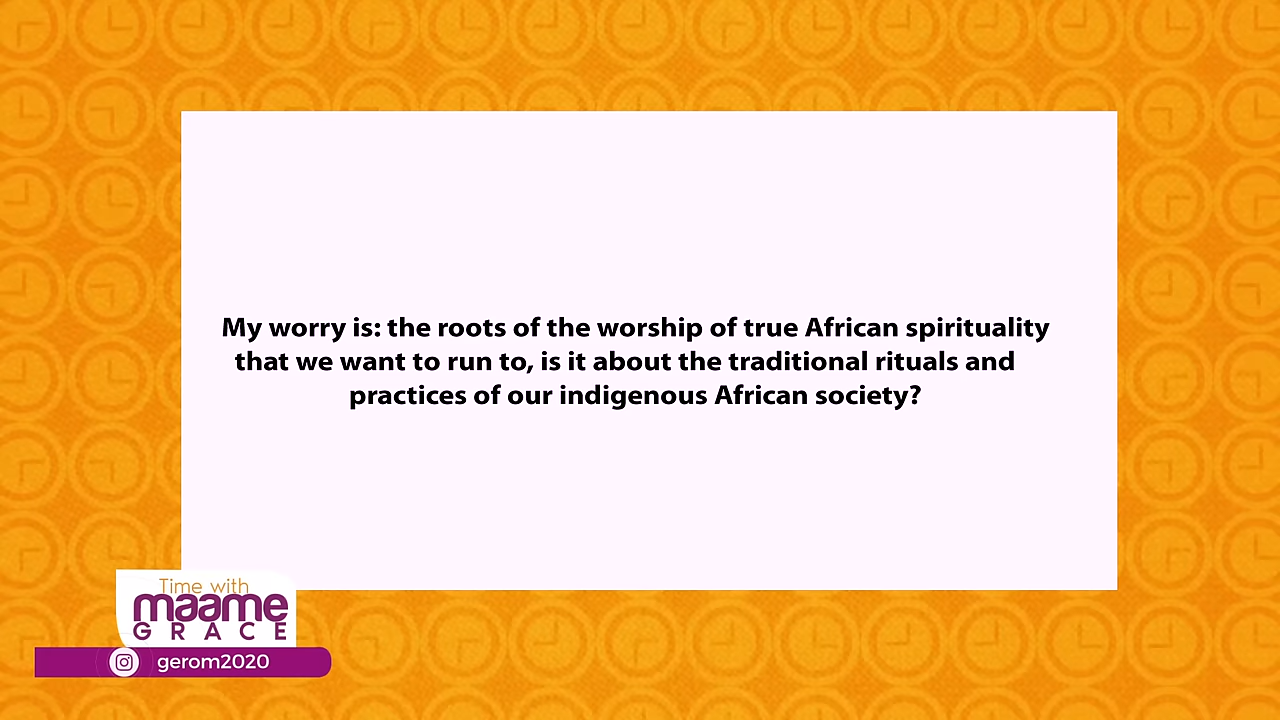 My worry is: the roots of the worship of true African spirituality
that we want to run to, is it about the traditional rituals and
practices of our indigenous African society?
Time with
maame
GRACE
gerom2020